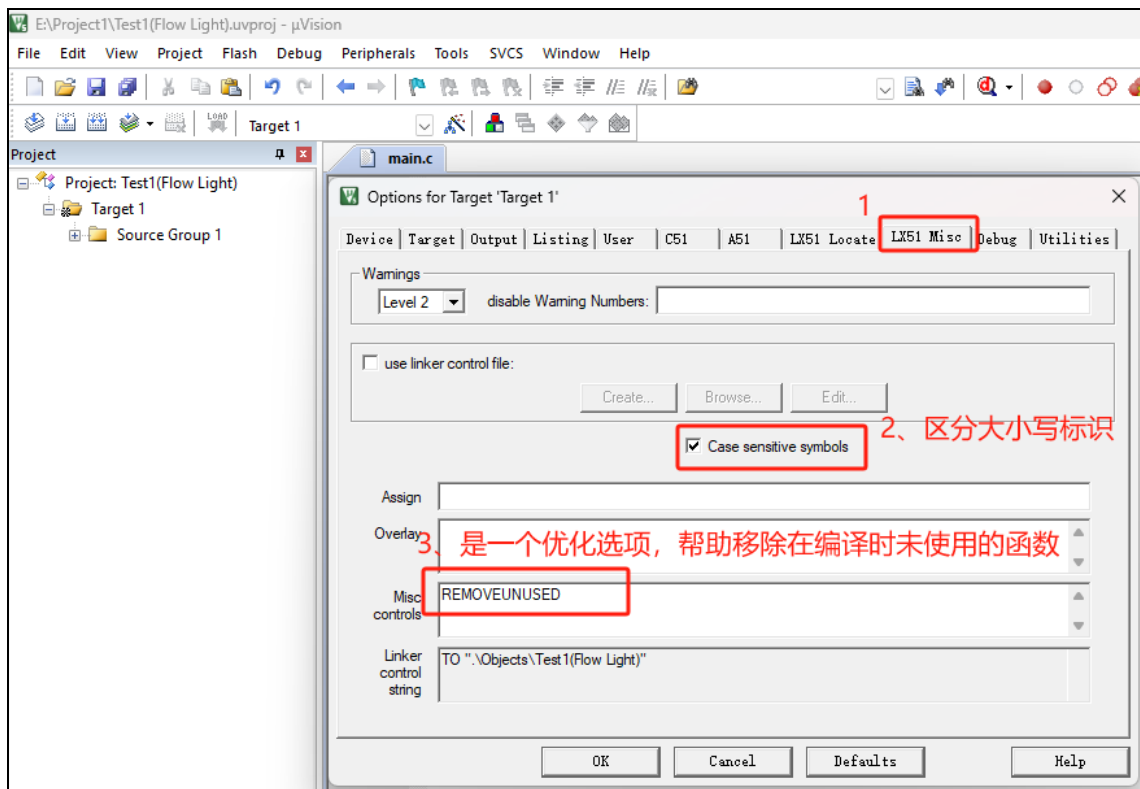 E:\Project1\Test1(Flow Light).uvproj - µVision
File Edit View Project Flash Debug Peripherals Tools SVCS Window Help
LOAD
Target 1
Project
main.c
Project: Test1(Flow Light)
Target 1
Source Group 1
Options for Target 'Target 1'
1
Device Target Output Listing User C51 A51 LX51 Locate LX51 Misc Debug Utilities
Warnings
Level 2 disable Warning Numbers:
use linker control file:
Create... Browse... Edit...
2、区分大小写标识
Case sensitive symbols
Assign
Overlay
3、是一个优化选项，帮助移除在编译时未使用的函数
Misc controls
REMOVEUNUSED
Linker control string
TO ".\Objects\Test1(Flow Light)"
OK Cancel Defaults Help